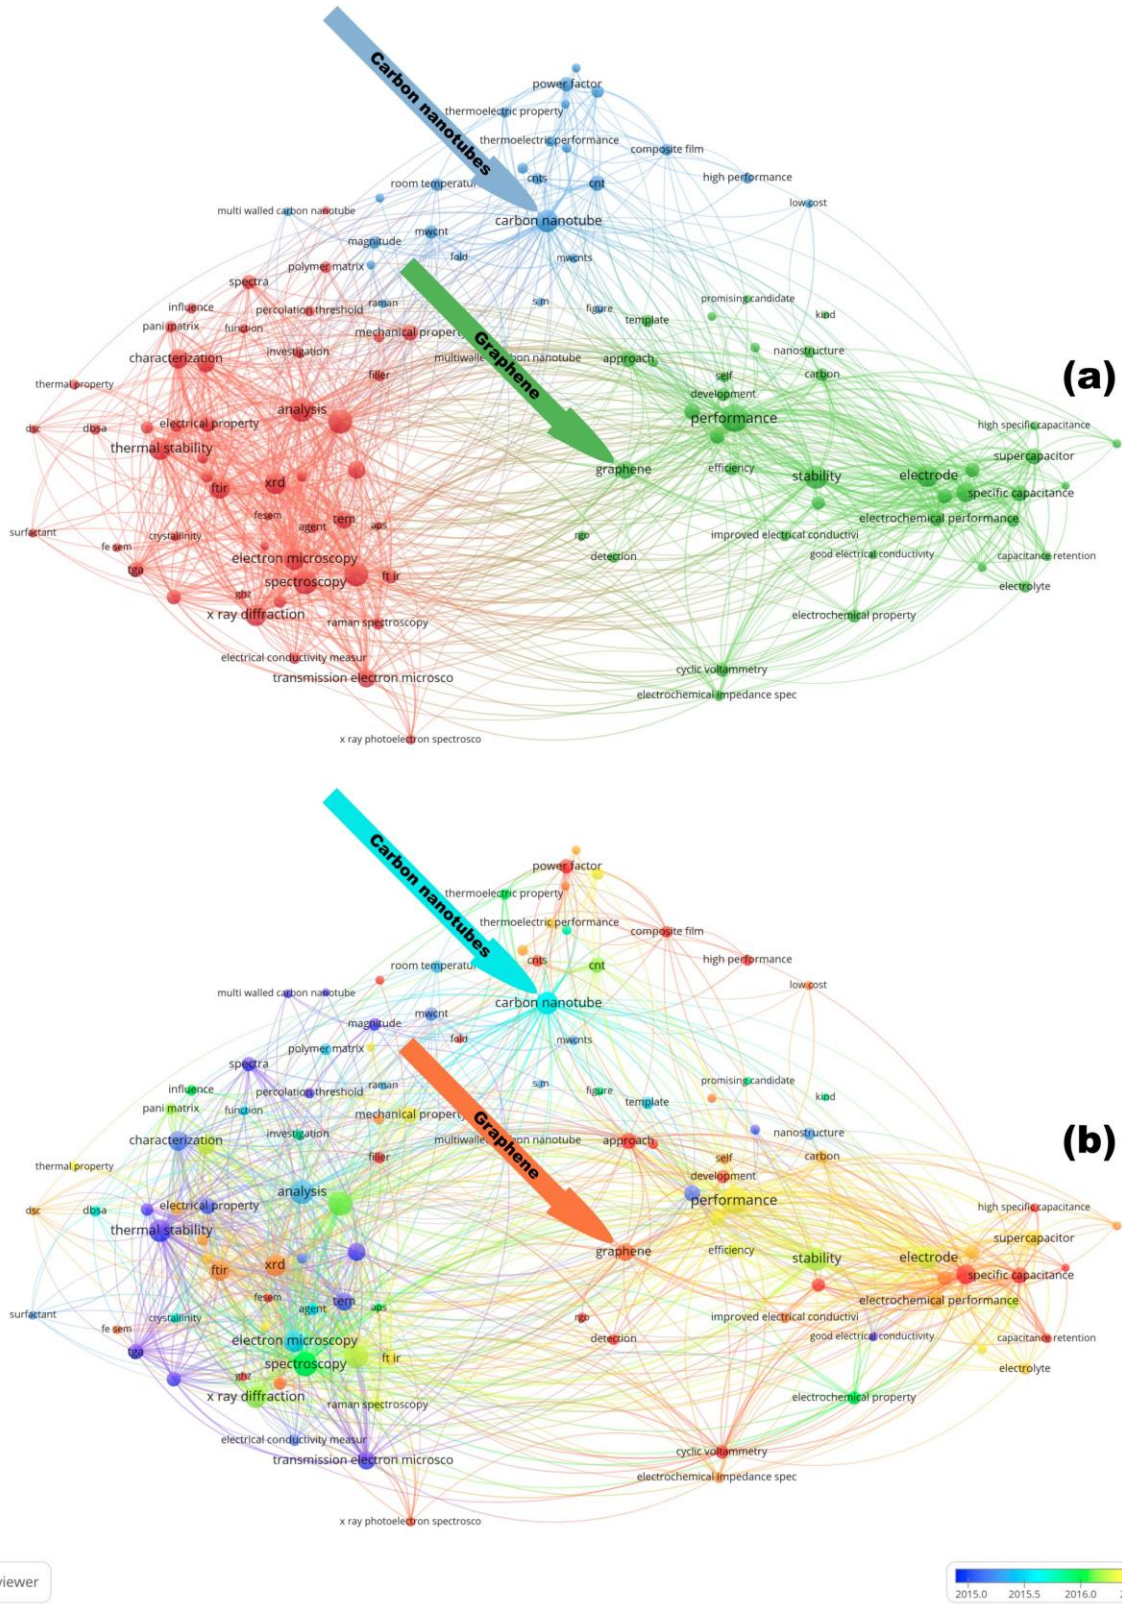 Carbon nanotubes
power factor
thermoelectric property
thermoelectric performance
composite film
cnts
cnt
high performance
room temperatu
low cost
multi walled carbon nanotube
carbon nanotube
mwcnt
magnitude
fold
mwcnts
polymer matrix
spectra
Graphene
influence
percolation threshold
raman
s m
figure
promising candidate
kind
pani matrix
function
mechanical property
template
characterization
investigation
multiwalle
bon nanotube
approach
nanostructure
(a)
thermal property
filler
self
carbon
development
analysis
performance
dsc
dbsa
electrical property
high specific capacitance
thermal stability
supercapacitor
graphene
efficiency
stability
electrode
ftir
xrd
specific capacitance
fesem
agent
tem
aps
electrochemical performance
surfactant
crystallinity
rgo
improved electrical conductivi
fe sem
electron microscopy
detection
good electrical conductivity
capacitance retention
tga
spectroscopy
ft ir
electrolyte
ghz
x ray diffraction
raman spectroscopy
electrochemical property
electrical conductivity measur
transmission electron microsco
cyclic voltammetry
electrochemical impedance spec
x ray photoelectron spectrosco
Carbon nanotubes
power factor
thermoelectric property
thermoelectric performance
composite film
cnts
high performance
room temperatu
cnt
low cost
multi walled carbon nanotube
carbon nanotube
mwcnt
magnitude
fold
mwcnts
polymer matrix
spectra
Graphene
influence
percolation threshold
raman
s m
figure
promising candidate
kind
pani matrix
function
mechanical property
template
characterization
investigation
multiwalle
bon nanotube
approach
nanostructure
(b)
thermal property
filler
self
carbon
development
analysis
performance
dsc
dbsa
electrical property
high specific capacitance
thermal stability
supercapacitor
graphene
efficiency
stability
electrode
ftir
xrd
specific capacitance
fesem
agent
tem
aps
electrochemical performance
surfactant
crystallinity
rgo
improved electrical conductivi
fe sem
electron microscopy
detection
good electrical conductivity
capacitance retention
tga
spectroscopy
ft ir
electrolyte
ghz
x ray diffraction
raman spectroscopy
electrochemical property
electrical conductivity measur
transmission electron microsco
cyclic voltammetry
electrochemical impedance spec
x ray photoelectron spectrosco
iewer
2015.0 2015.5 2016.0